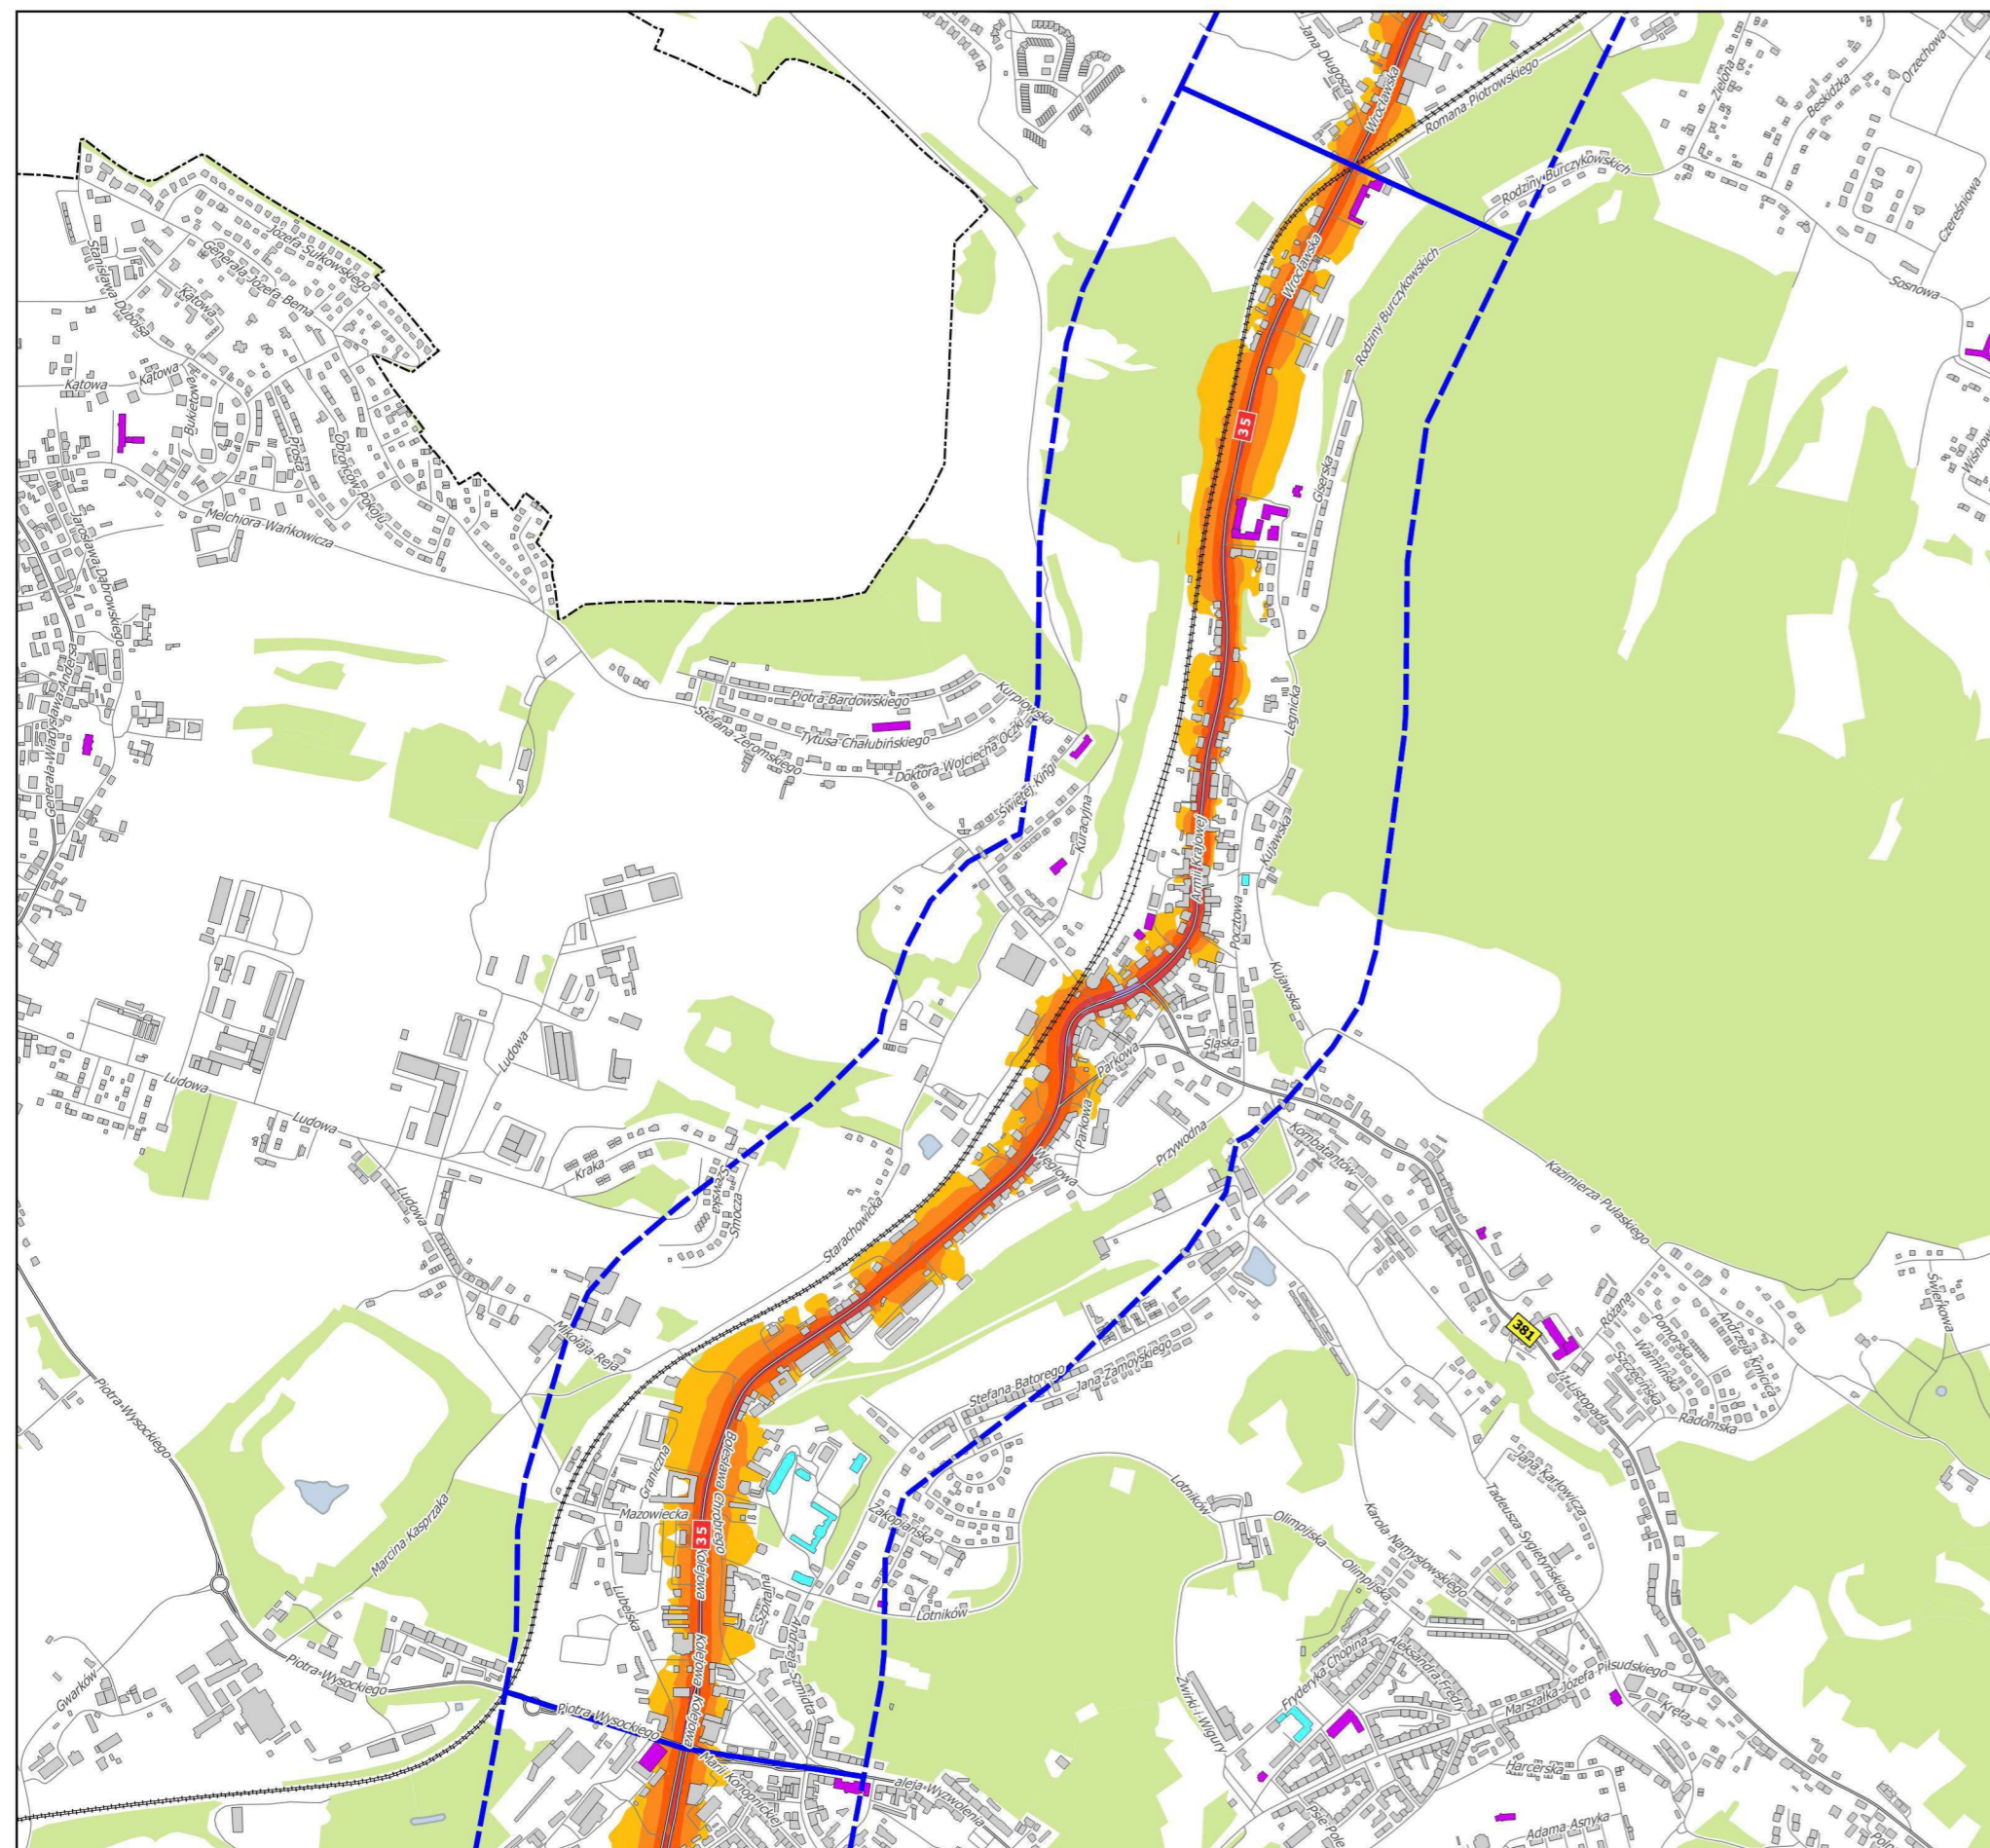 Jana Długosza
Wrocławska
Romana Piotrowskiego
Zielona
Beskidzka
Orzechowa
Rodziny Burczykowskich
Czereśniowa
Józefa Sułkowskiego
Generała Józefa Bema
Stanisława Dubois
Kątowa
Wrocławska
Rodziny Burczykowskich
Sosnowa
Kątowa
Kątowa
Bukietowa
Prosta
Obrońców Pokoju
35
Giserska
Melchiora Wańkowicza
Jarosława Dąbrowskiego
Generała Władysława Andersa
Piotra Bardowskiego
Kurpiowska
Stefana Żeromskiego
Tytusa Chałubińskiego
Doktora Wojciecha Oczki
Legnicka
Świętej Kingi
Kuracyjna
Armii Krajowej
Kujawska
Pocztowa
Kujawska
Ludowa
Ludowa
Ludowa
Śląska
Parkowa
Parkowa
Przywodna
Kombatantów
Kraka
Szewska
Smocza
Węglowa
Kazimierza Pułaskiego
Ludowa
Starachowicka
Świerkowa
Mikołaja Reja
381
Różana
Pomorska
Warmińska
Szczecińska
Andrzeja Kmicica
Piotra Wysockiego
Stefana Batorego
Jana Zamoyskiego
11 Listopada
Radomska
Graniczna
Bolesława Chrobrego
Mazowiecka
35
Kolejowa
Zakopiańska
Lotników
Olimpijska
Olimpijska
Karola Namysłowskiego
Tadeusza Sygietyńskiego
Jana Karłowicza
Marcina Kasprzaka
Lubelska
Szpitalna
Andrzeja Szmidta
Lotników
Gwarków
Piotra Wysockiego
Piotra Wysockiego
Kolejowa
Kolejowa
Żwirki i Wigury
Fryderyka Chopina
Aleksandra Fredry
Marszałka Józefa Piłsudskiego
Kręta
Marii Konopnickiej
aleja Wyzwolenia
Harcerska
Psie Pole
Adama Asnyka